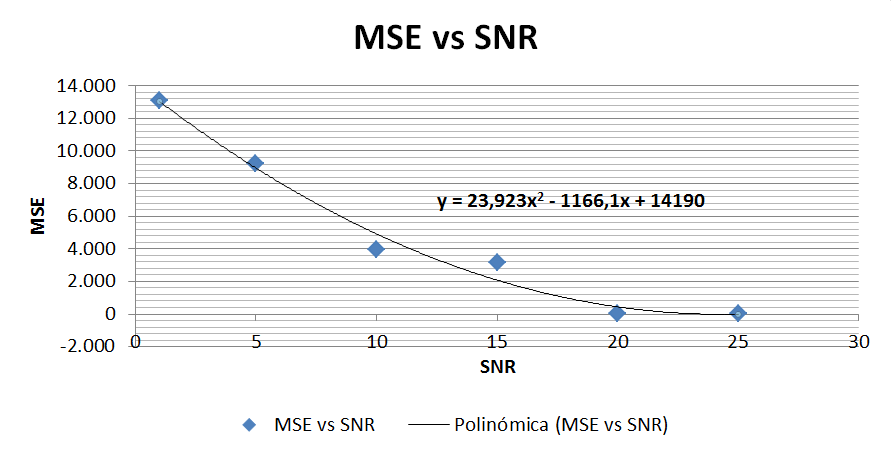 MSE vs SNR
14.000
12.000
10.000
8.000
6.000
4.000
2.000
0
-2.000
MSE
y = 23,923x² - 1166,1x + 14190
0 5 10 15 20 25 30
SNR
MSE vs SNR Polinómica (MSE vs SNR)